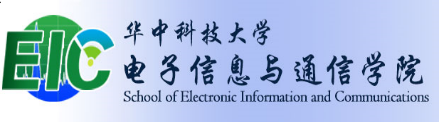 EIC
华中科技大学
电子信息与通信学院
School of Electronic Information and Communications